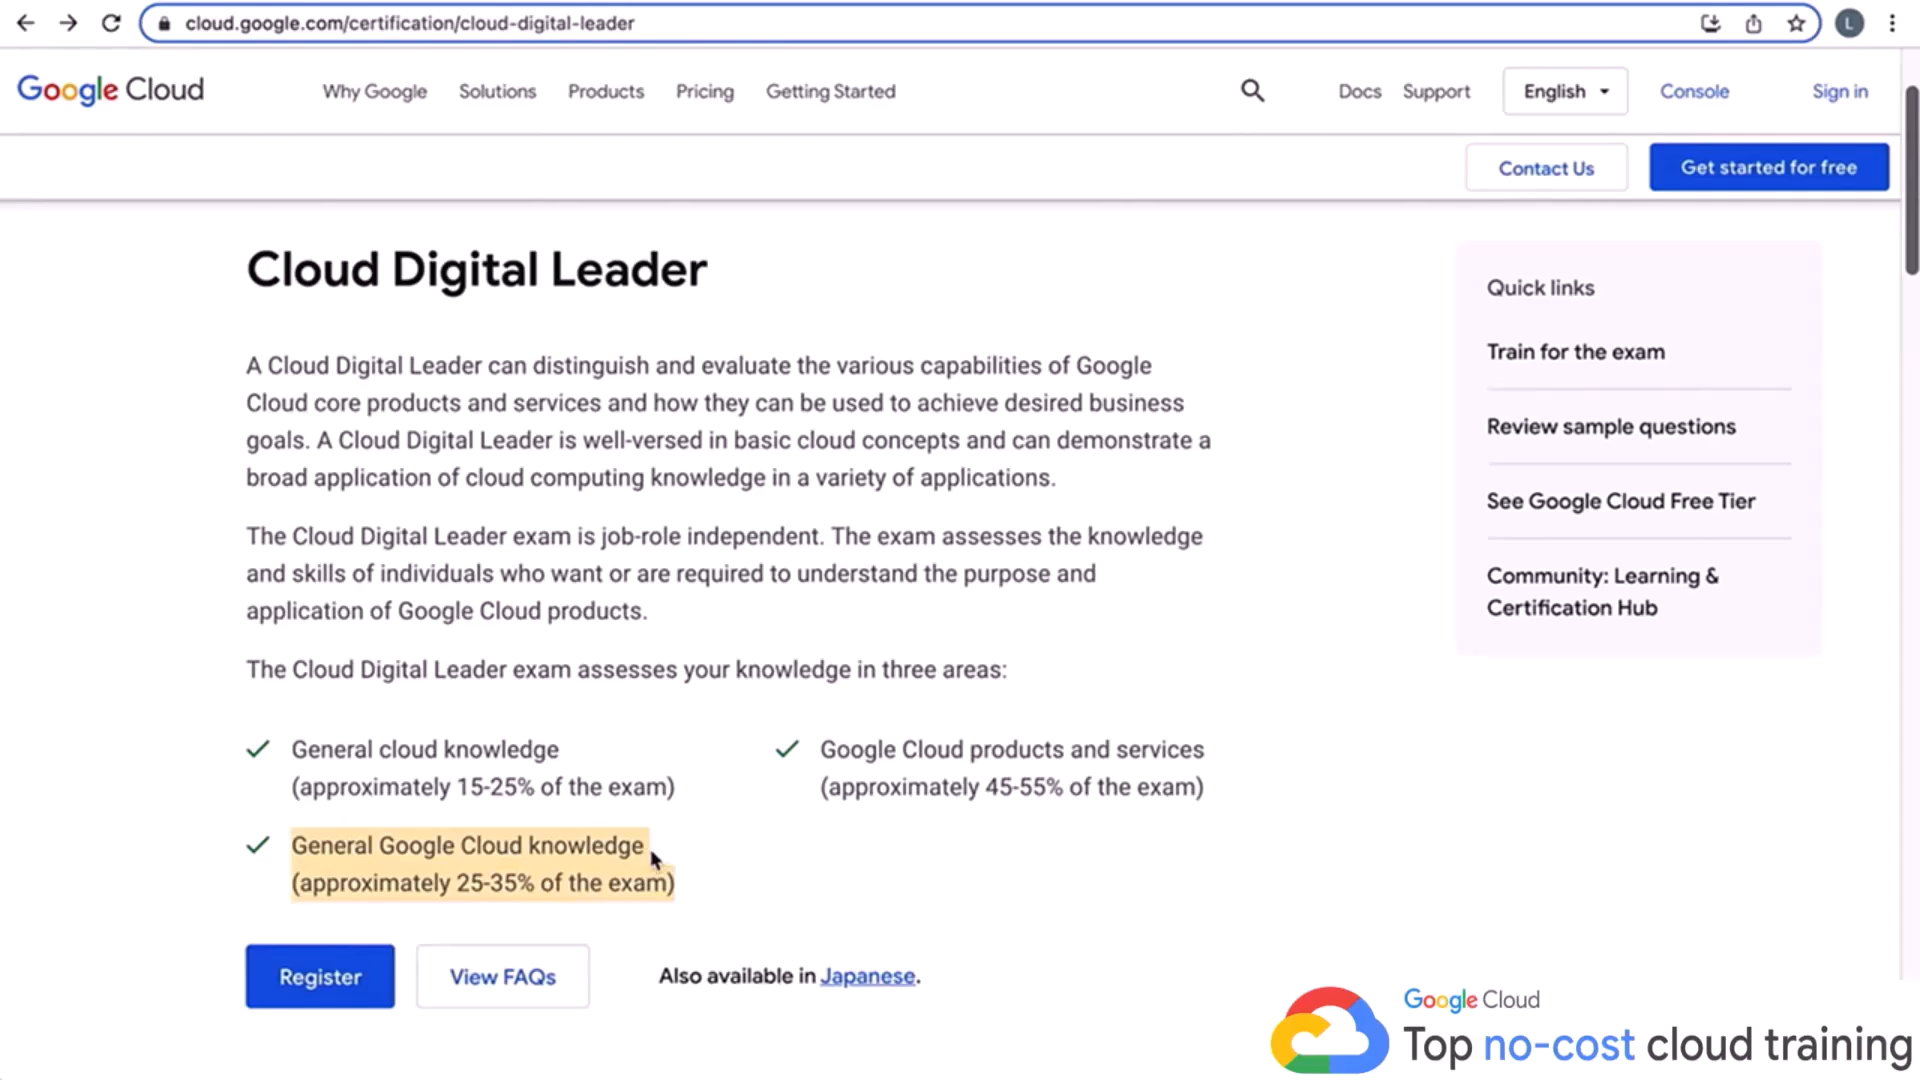 cloud.google.com/certification/cloud-digital-leader
L
Google Cloud
Why Google
Solutions
Products
Pricing
Getting Started
Docs
Support
English
Console
Sign in
Contact Us
Get started for free
Cloud Digital Leader
A Cloud Digital Leader can distinguish and evaluate the various capabilities of Google
Cloud core products and services and how they can be used to achieve desired business
goals. A Cloud Digital Leader is well-versed in basic cloud concepts and can demonstrate a
broad application of cloud computing knowledge in a variety of applications.
The Cloud Digital Leader exam is job-role independent. The exam assesses the knowledge
and skills of individuals who want or are required to understand the purpose and
application of Google Cloud products.
The Cloud Digital Leader exam assesses your knowledge in three areas:
General cloud knowledge
(approximately 15-25% of the exam)
Google Cloud products and services
(approximately 45-55% of the exam)
General Google Cloud knowledge
(approximately 25-35% of the exam)
Register
View FAQs
Also available in Japanese.
Quick links
Train for the exam
Review sample questions
See Google Cloud Free Tier
Community: Learning &
Certification Hub
Google Cloud
Top no-cost cloud training